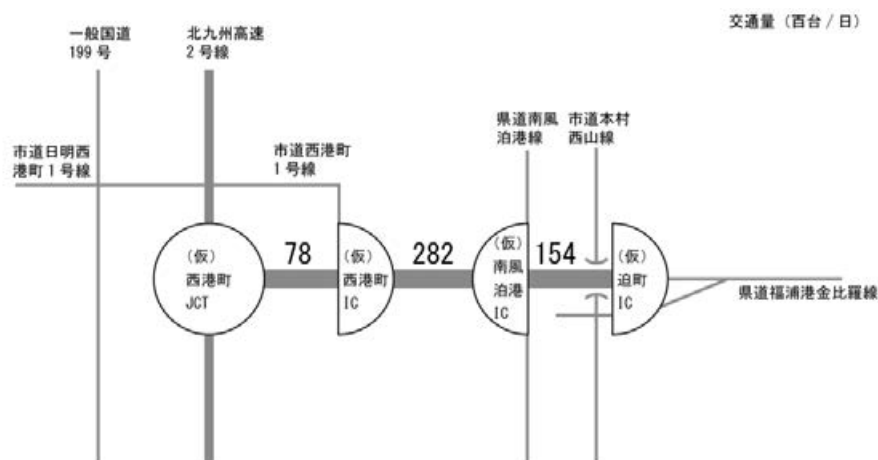 交通量（百台 / 日）
一般国道
199 号
北九州高速
2 号線
県道南風
泊港線
市道本村
西山線
市道日明西
港町 1 号線
市道西港町
1 号線
（仮）
西港町
JCT
78
（仮）
西港町
IC
282
（仮）
南風
泊港
IC
154
（仮）
迫町
IC
県道福浦港金比羅線